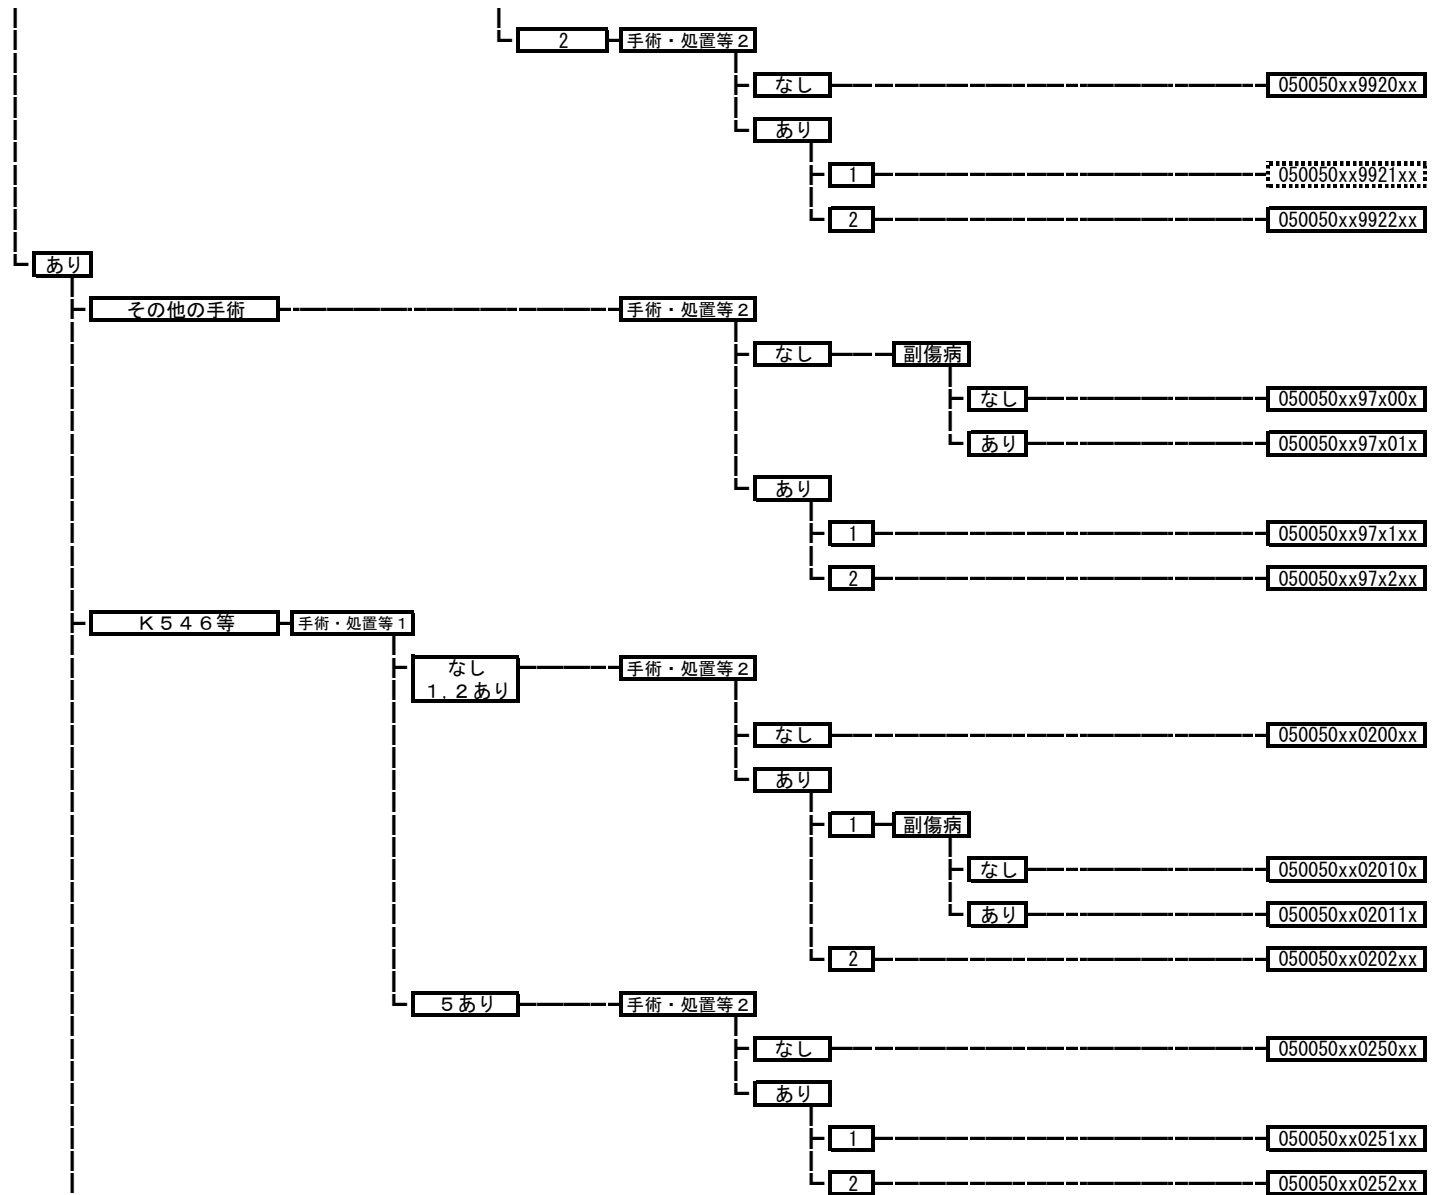 2 手術・処置等2
なし 050050xx9920xx
あり
1 050050xx9921xx
2 050050xx9922xx
あり
その他の手術 手術・処置等2
なし 副傷病
なし 050050xx97x00x
あり 050050xx97x01x
あり
1 050050xx97x1xx
2 050050xx97x2xx
K546等 手術・処置等1
なし 手術・処置等2
1,2あり
なし 050050xx0200xx
あり
1 副傷病
なし 050050xx02010x
あり 050050xx02011x
2 050050xx0202xx
5あり 手術・処置等2
なし 050050xx0250xx
あり
1 050050xx0251xx
2 050050xx0252xx